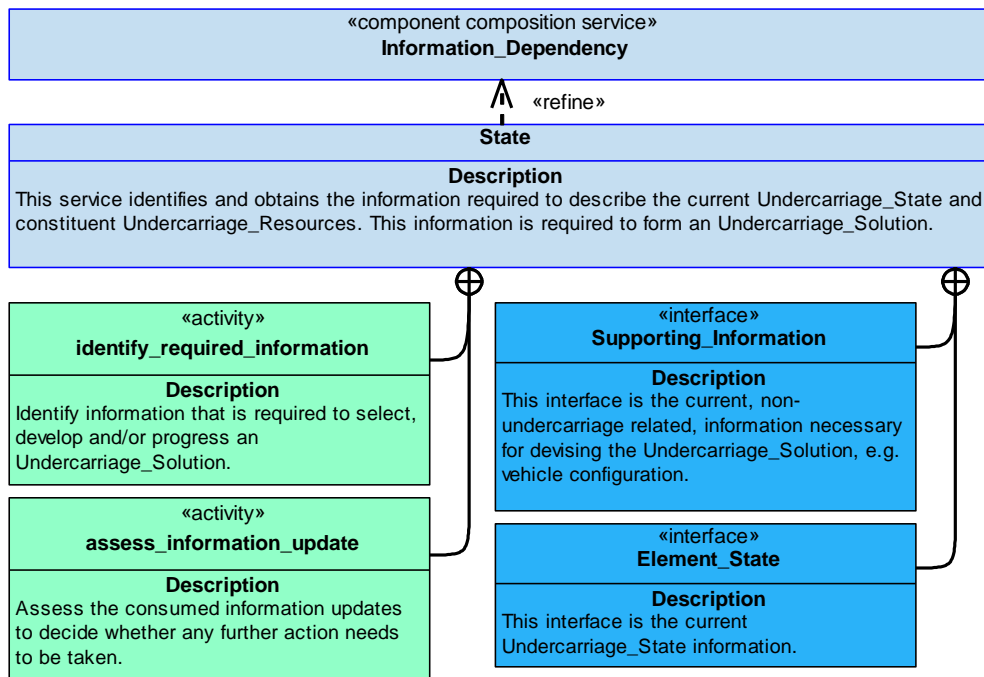 «component composition service»
Information_Dependency
«refine»
State
Description
This service identifies and obtains the information required to describe the current Undercarriage_State and
constituent Undercarriage_Resources. This information is required to form an Undercarriage_Solution.
«activity»
identify_required_information
Description
Identify information that is required to select,
develop and/or progress an
Undercarriage_Solution.
«activity»
assess_information_update
Description
Assess the consumed information updates
to decide whether any further action needs
to be taken.
«interface»
Supporting_Information
Description
This interface is the current, non-
undercarriage related, information necessary
for devising the Undercarriage_Solution, e.g.
vehicle configuration.
«interface»
Element_State
Description
This interface is the current
Undercarriage_State information.